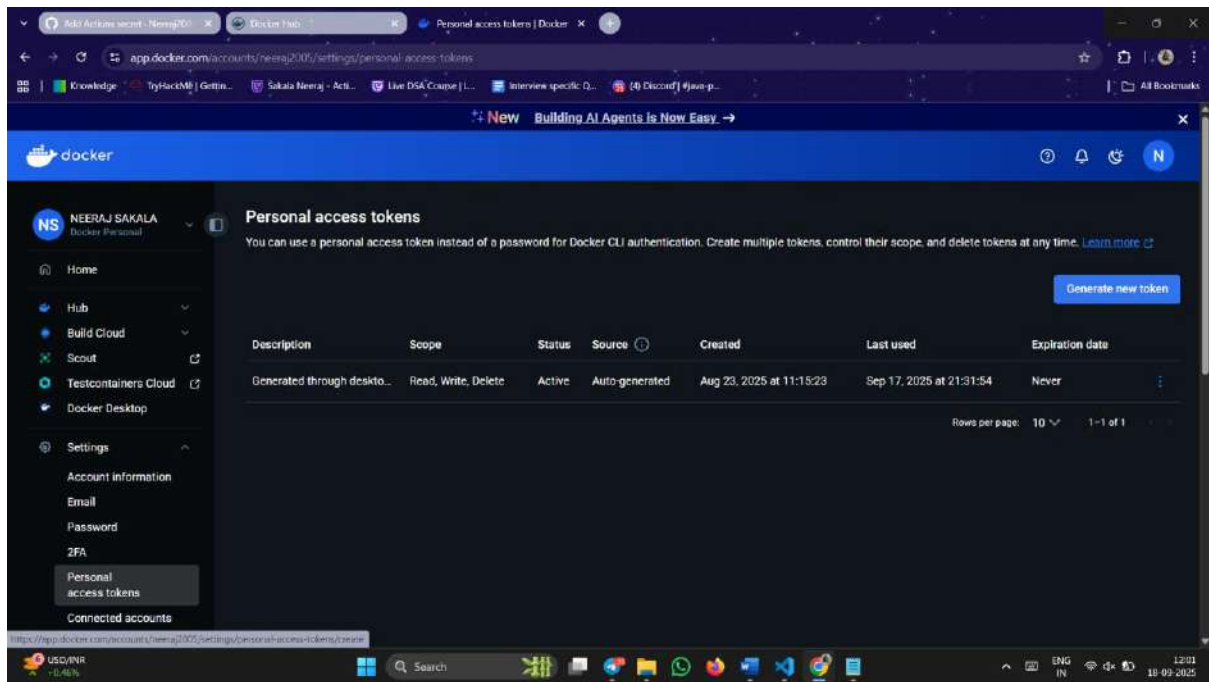 Add Actions secret · Neeraj200
Docker Hub
Personal access tokens | Docker
app.docker.com/accounts/neeraj2005/settings/personal-access-tokens
Knowledge
TryHackMe | Gettin...
Sakala Neeraj - Acti...
Live DSA Course | L...
Interview specific Q...
(4) Discord | #java-p...
All Bookmarks
New Building AI Agents is Now Easy →
docker
N
NS
NEERAJ SAKALA
Docker Personal
Home
Hub
Build Cloud
Scout
Testcontainers Cloud
Docker Desktop
Settings
Account information
Email
Password
2FA
Personal
access tokens
Connected accounts
Personal access tokens
You can use a personal access token instead of a password for Docker CLI authentication. Create multiple tokens, control their scope, and delete tokens at any time. Learn more
Generate new token
Description Scope Status Source Created Last used Expiration date
Generated through deskto... Read, Write, Delete Active Auto-generated Aug 23, 2025 at 11:15:23 Sep 17, 2025 at 21:31:54 Never
Rows per page: 10 1–1 of 1
https://app.docker.com/accounts/neeraj2005/settings/personal-access-tokens/create
6
USD/INR
+0.46%
Search
ENG
IN
12:01
18-09-2025